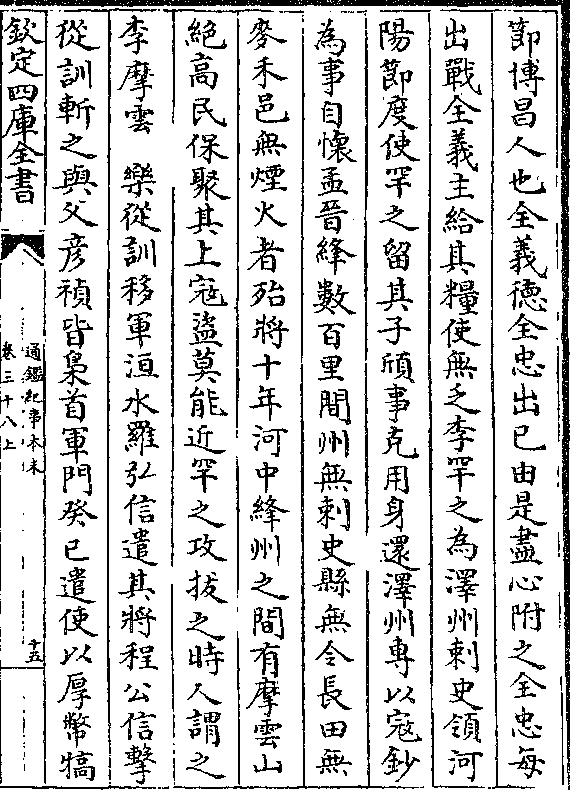 節博昌人也全義德全忠出己由是盡心附之全忠每
出戰全義主給其糧使無乏李罕之為澤州刺史領河
陽節度使罕之留其子頎事克用身還澤州專以寇鈔
為事自懷孟晉絳數百里間州無刺史縣無令長田無
麥禾邑無煙火者殆將十年河中絳州之間有摩雲山
絶高民保聚其上寇盜莫能近罕之攻拔之時人謂之
李摩雲　樂從訓移軍洹水羅弘信遣其將程公信擊
從訓斬之與父彦禎皆梟首軍門癸巳遣使以厚幣犒
欽定四庫全書
通鑑紀事本末
卷三十八上
十五